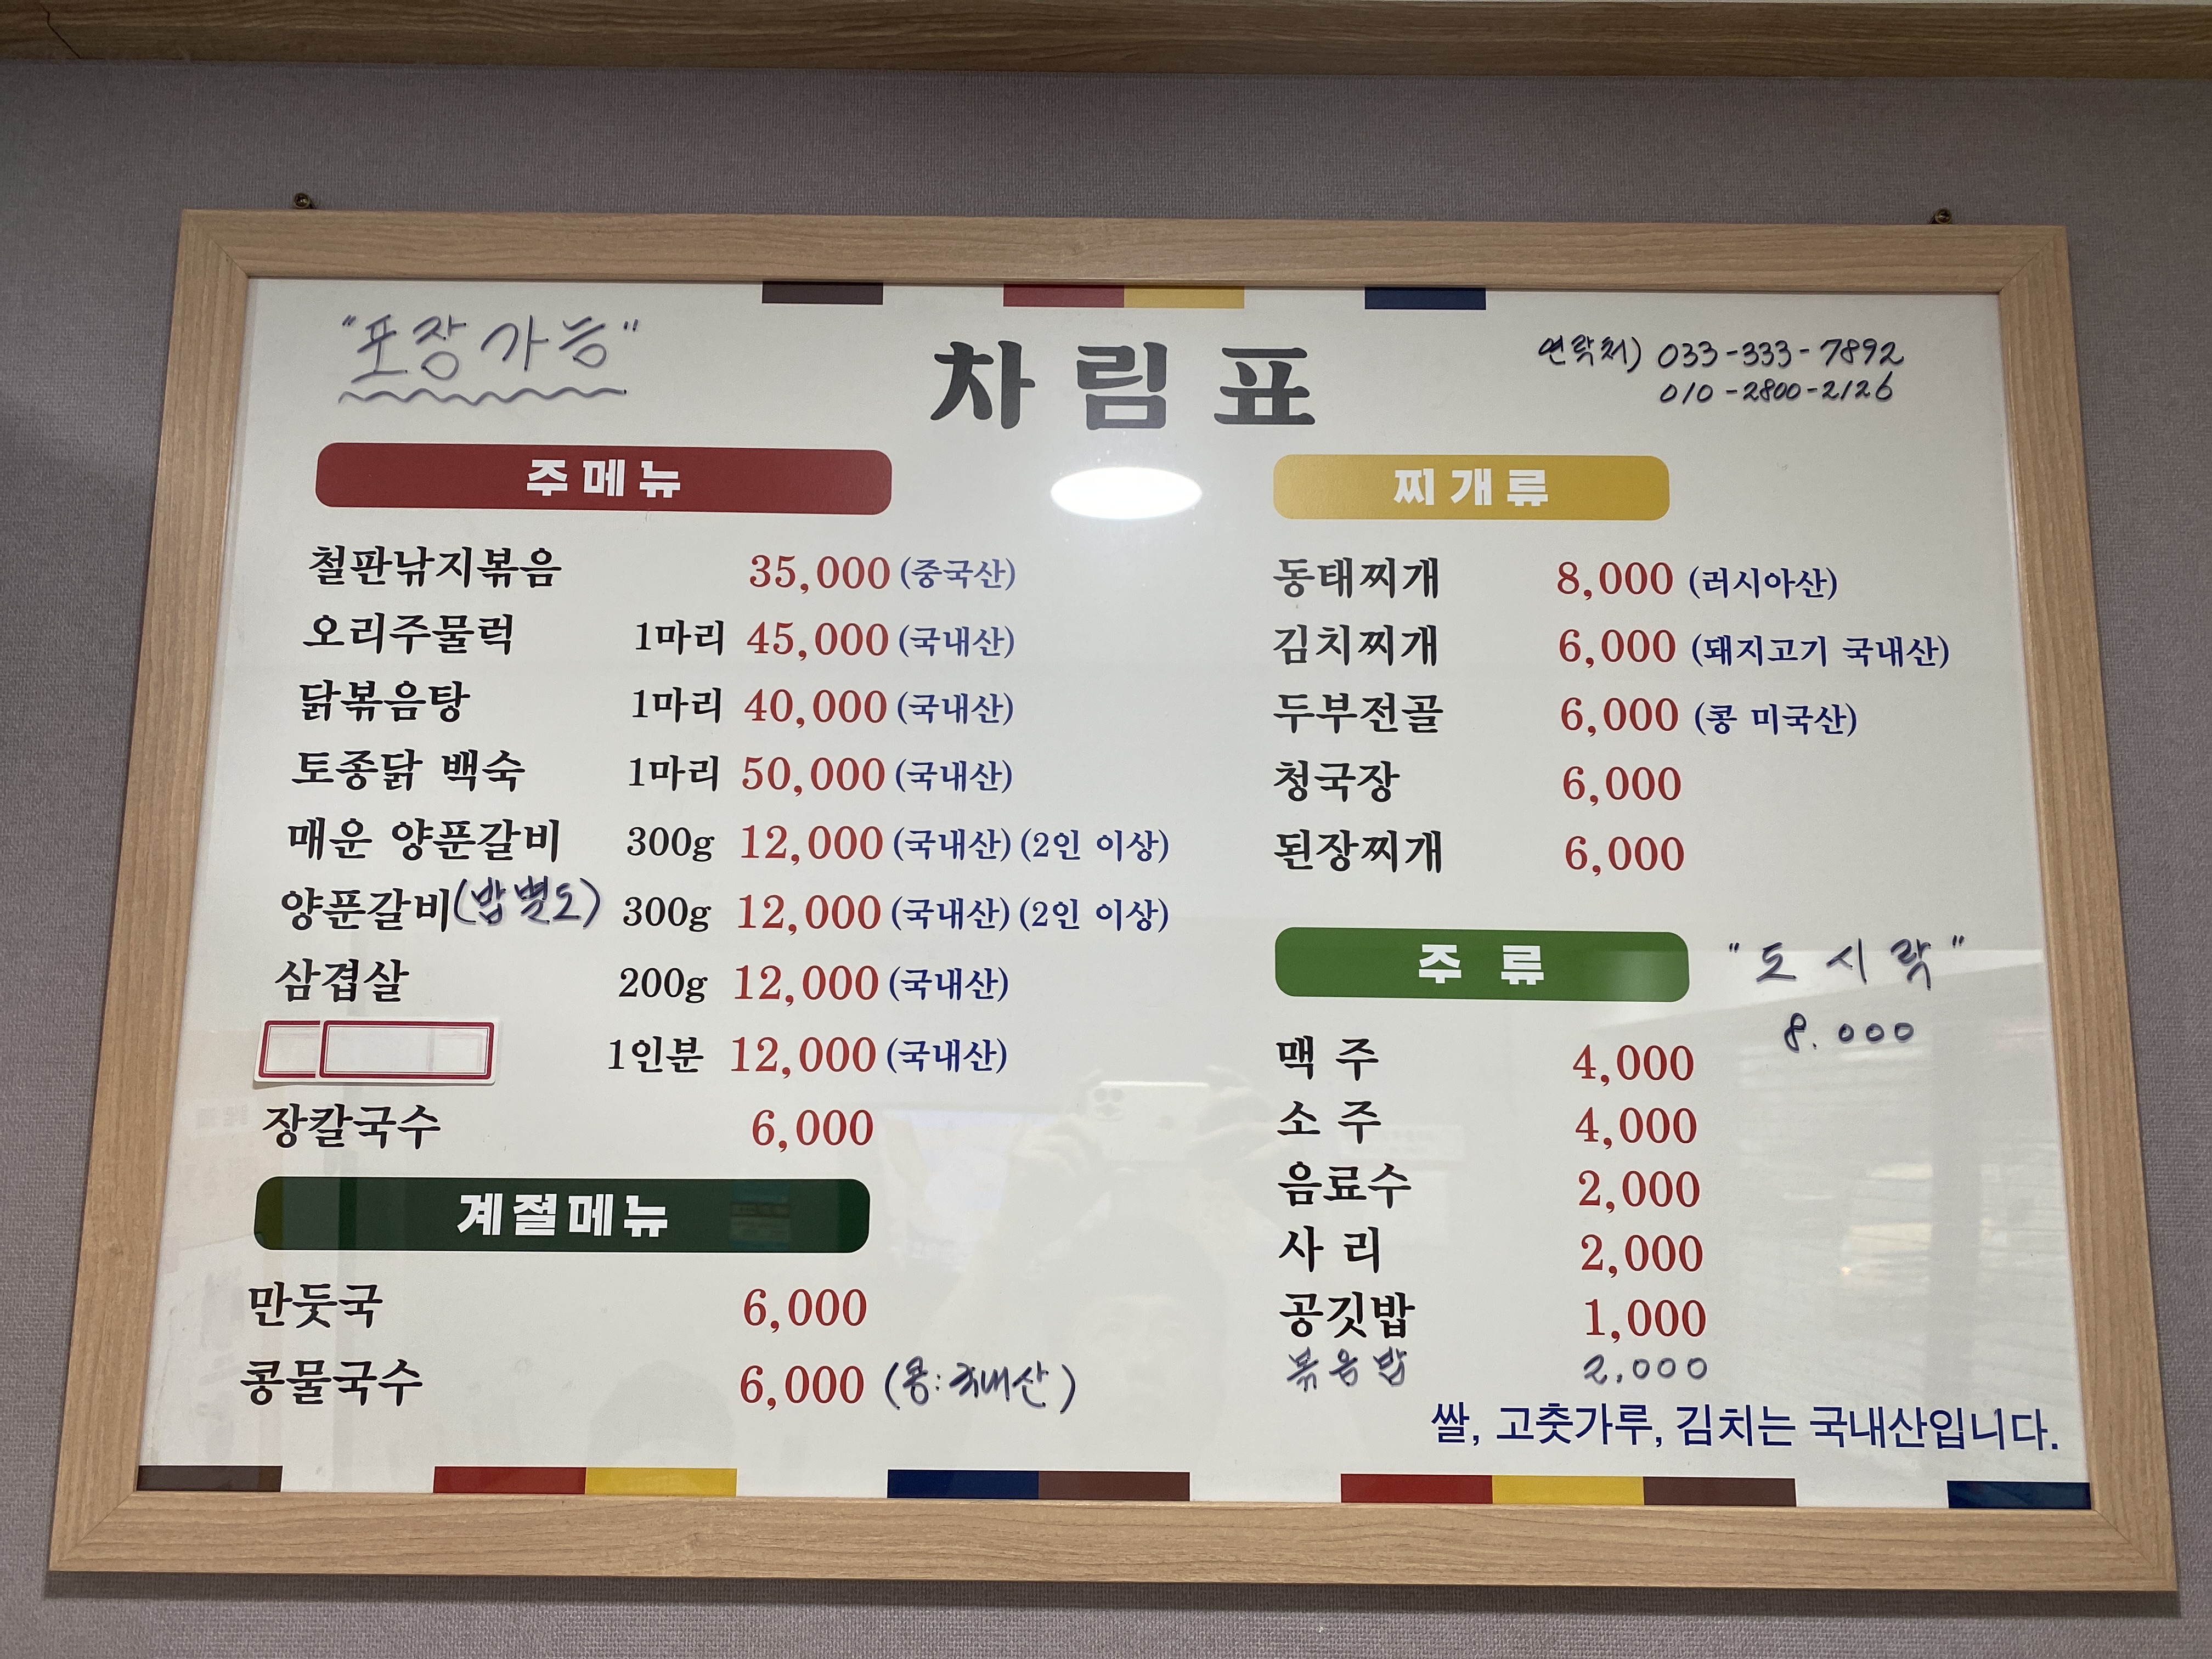 "포장가능"
차림표
연락처) 033-333-7892
010-2800-2126
주메뉴
철판낚지볶음 35,000 (중국산)
오리주물럭 1마리 45,000 (국내산)
닭볶음탕 1마리 40,000 (국내산)
토종닭 백숙 1마리 50,000 (국내산)
매운 양푼갈비 300g 12,000 (국내산) (2인 이상)
양푼갈비(밥별도) 300g 12,000 (국내산) (2인 이상)
삼겹살 200g 12,000 (국내산)
1인분 12,000 (국내산)
장칼국수 6,000
계절메뉴
만둣국 6,000
콩물국수 6,000 (콩:국내산)
찌개류
동태찌개 8,000 (러시아산)
김치찌개 6,000 (돼지고기 국내산)
두부전골 6,000 (콩 미국산)
청국장 6,000
된장찌개 6,000
주 류
맥 주 4,000
소 주 4,000
음료수 2,000
사 리 2,000
공깃밥 1,000
볶음밥 2.000
"도시락"
8.000
쌀, 고춧가루, 김치는 국내산입니다.